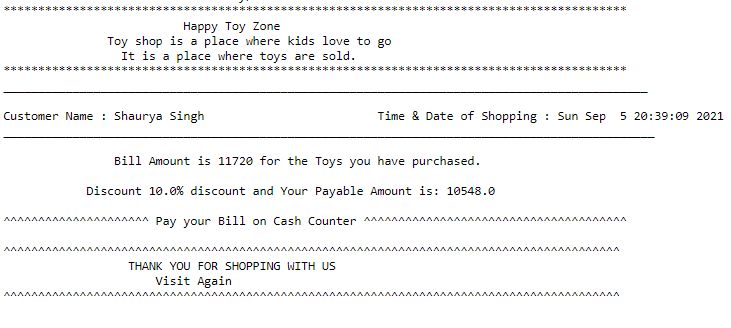 ******************************************************************************************
Happy Toy Zone
Toy shop is a place where kids love to go
It is a place where toys are sold.
******************************************************************************************
_____________________________________________________________________________________________
Customer Name : Shaurya Singh                         Time & Date of Shopping : Sun Sep  5 20:39:09 2021
______________________________________________________________________________________________
Bill Amount is 11720 for the Toys you have purchased.
Discount 10.0% discount and Your Payable Amount is: 10548.0
^^^^^^^^^^^^^^^^^^^^^ Pay your Bill on Cash Counter ^^^^^^^^^^^^^^^^^^^^^^^^^^^^^^^^^^^^^^
^^^^^^^^^^^^^^^^^^^^^^^^^^^^^^^^^^^^^^^^^^^^^^^^^^^^^^^^^^^^^^^^^^^^^^^^^^^^^^^^^^^^^^^^^
THANK YOU FOR SHOPPING WITH US
Visit Again
^^^^^^^^^^^^^^^^^^^^^^^^^^^^^^^^^^^^^^^^^^^^^^^^^^^^^^^^^^^^^^^^^^^^^^^^^^^^^^^^^^^^^^^^^